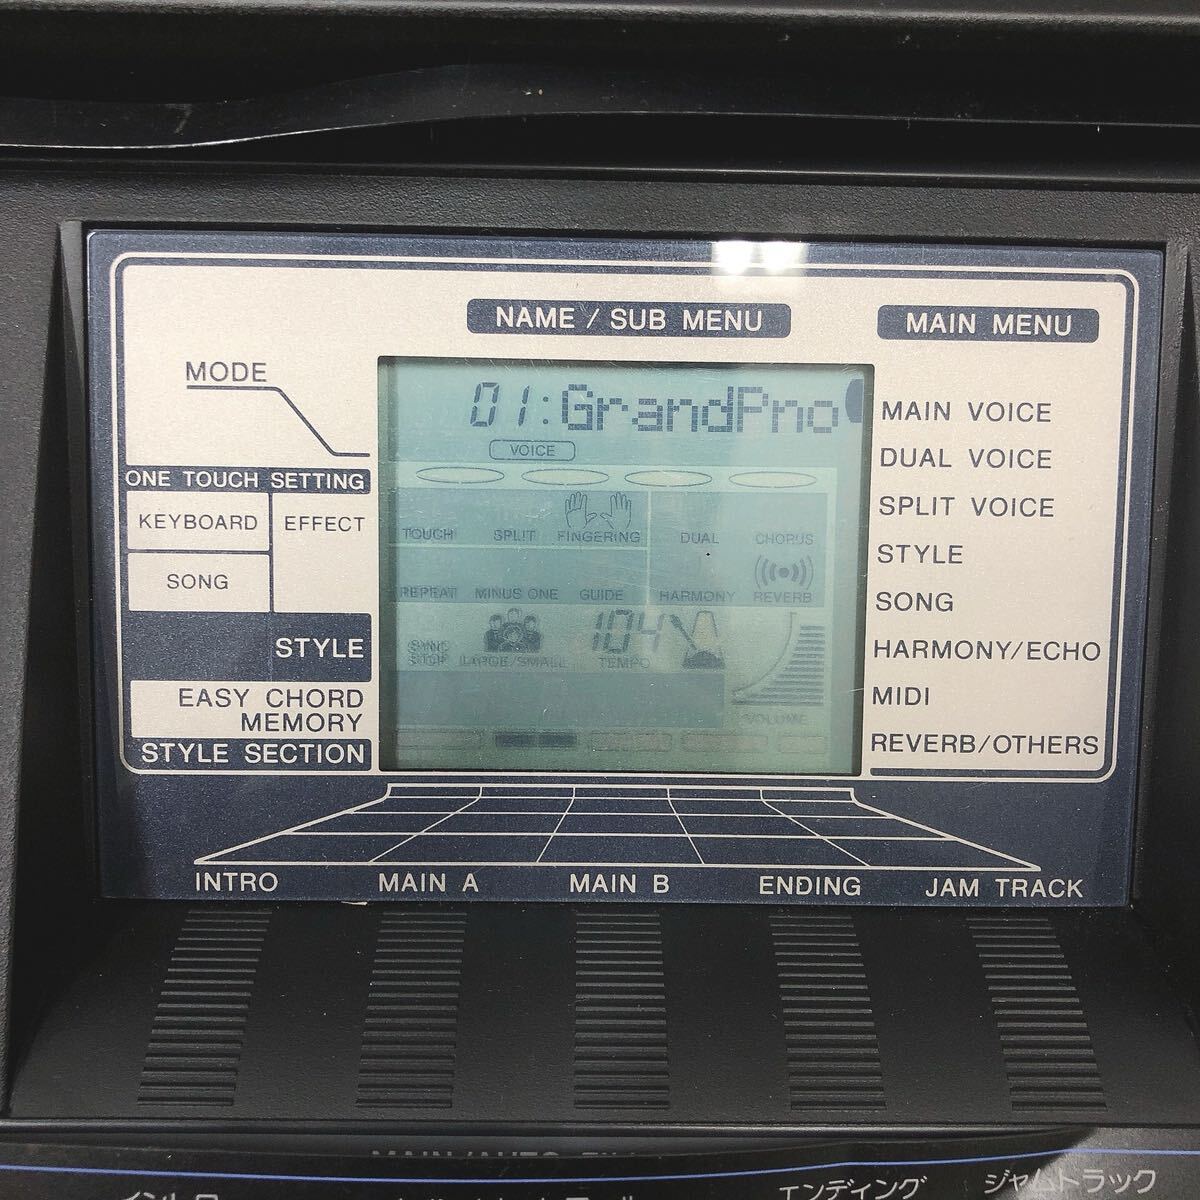 NAME / SUB MENU
MAIN MENU
MODE
01:GrandPno
VOICE
MAIN VOICE
DUAL VOICE
SPLIT VOICE
STYLE
SONG
HARMONY/ECHO
MIDI
REVERB/OTHERS
ONE TOUCH SETTING
KEYBOARD
EFFECT
SONG
STYLE
EASY CHORD
MEMORY
STYLE SECTION
TOUCH SPLIT FINGERING DUAL CHORUS
REPEAT MINUS ONE GUIDE HARMONY REVERB
104
SYNC
STOP LARGE/SMALL TEMPO
VOLUME
INTRO MAIN A MAIN B ENDING JAM TRACK
エンディング ジャムトラック